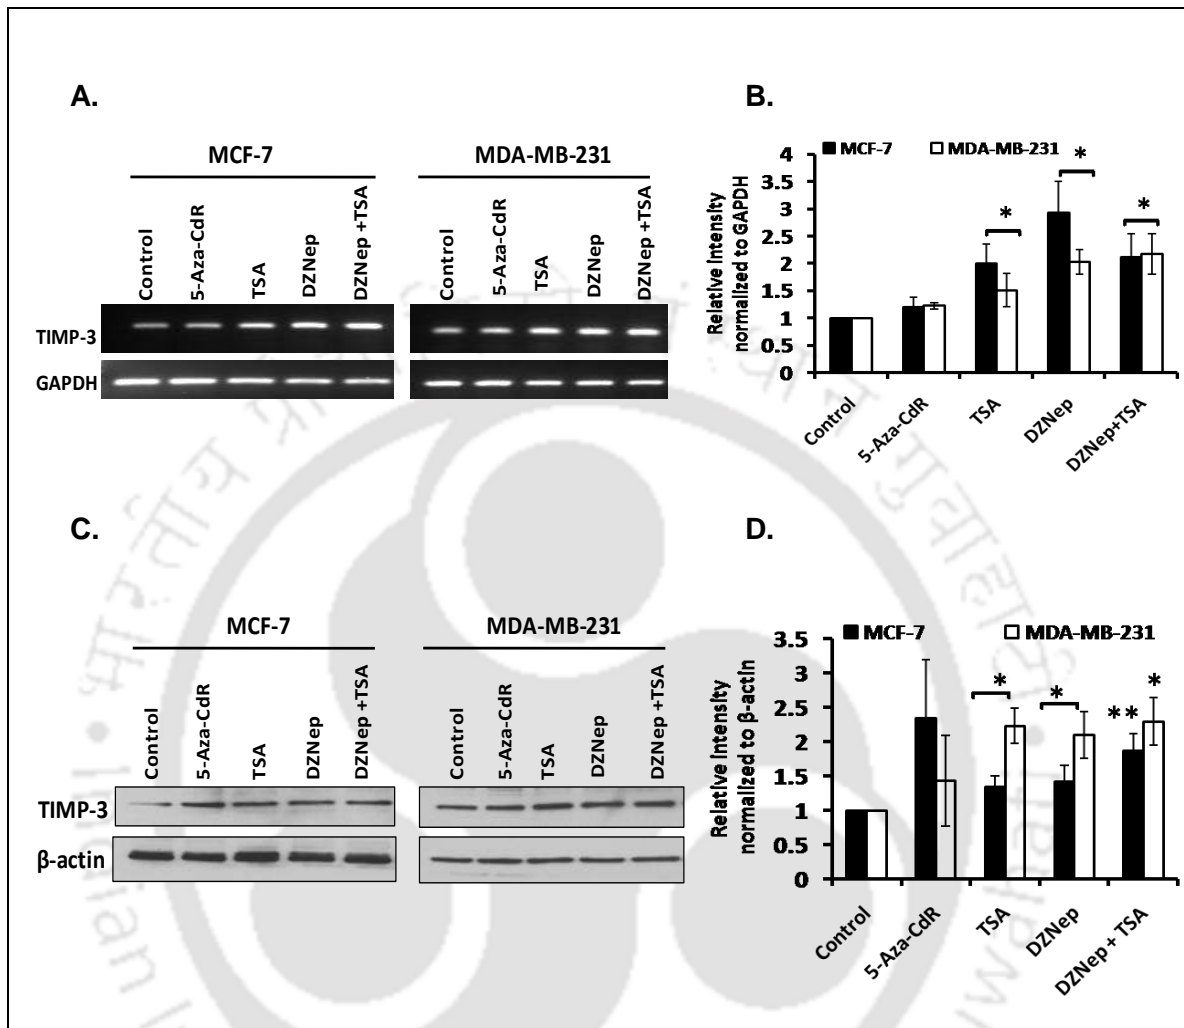 A.
MCF-7
MDA-MB-231
Control
5-Aza-CdR
TSA
DZNep
DZNep +TSA
Control
5-Aza-CdR
TSA
DZNep
DZNep +TSA
TIMP-3
GAPDH
B.
MCF-7
MDA-MB-231
Relative Intensity
normalized to GAPDH
4
3.5
3
2.5
2
1.5
1
0.5
0
*
*
*
Control
5-Aza-CdR
TSA
DZNep
DZNep+TSA
C.
MCF-7
MDA-MB-231
Control
5-Aza-CdR
TSA
DZNep
DZNep +TSA
Control
5-Aza-CdR
TSA
DZNep
DZNep +TSA
TIMP-3
β-actin
D.
MCF-7
MDA-MB-231
Relative Intensity
normalized to β-actin
3.5
3
2.5
2
1.5
1
0.5
0
*
*
**
*
Control
5-Aza-CdR
TSA
DZNep
DZNep + TSA